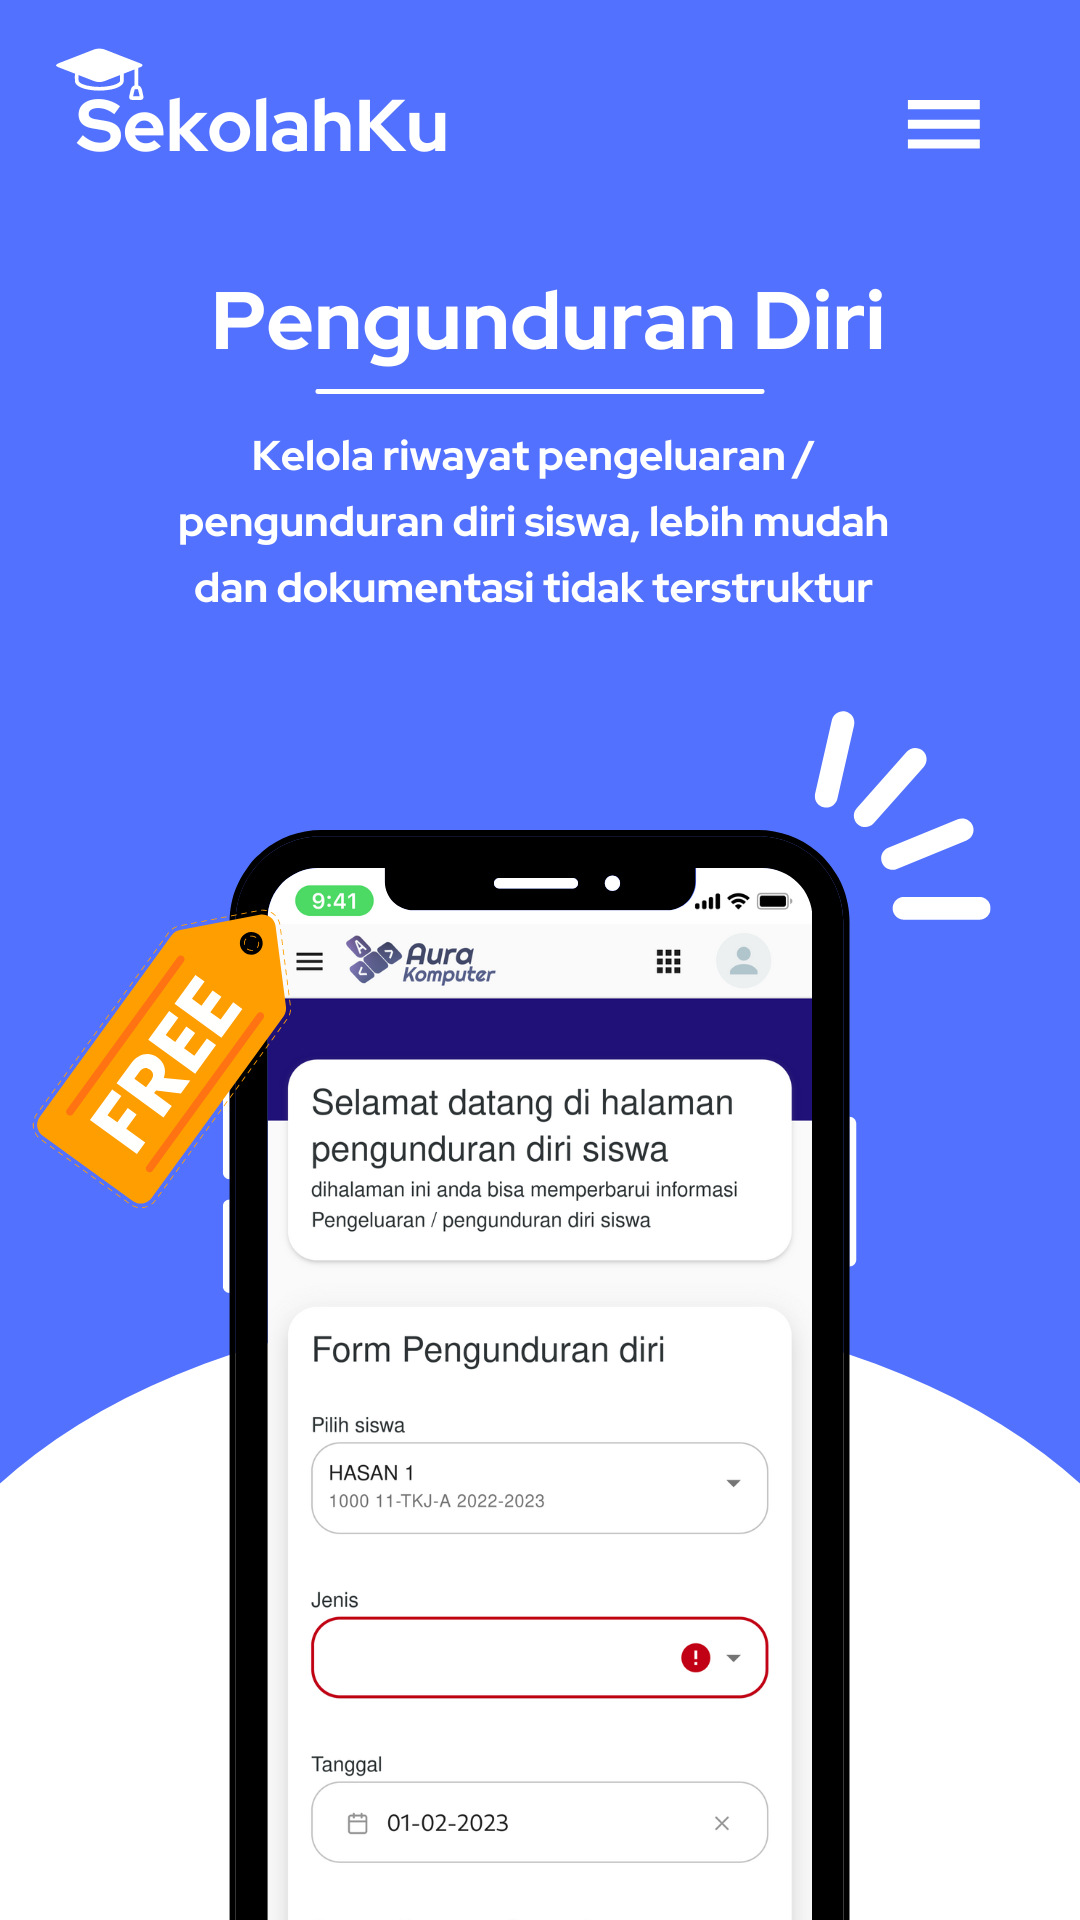 SekolahKu
Pengunduran Diri
Kelola riwayat pengeluaran /
pengunduran diri siswa, lebih mudah
dan dokumentasi tidak terstruktur
9:41
A
Aura
Komputer
FREE
Selamat datang di halaman
pengunduran diri siswa
dihalaman ini anda bisa memperbarui informasi
Pengeluaran / pengunduran diri siswa
Form Pengunduran diri
Pilih siswa
HASAN 1
1000 11-TKJ-A 2022-2023
Jenis
!
Tanggal
01-02-2023